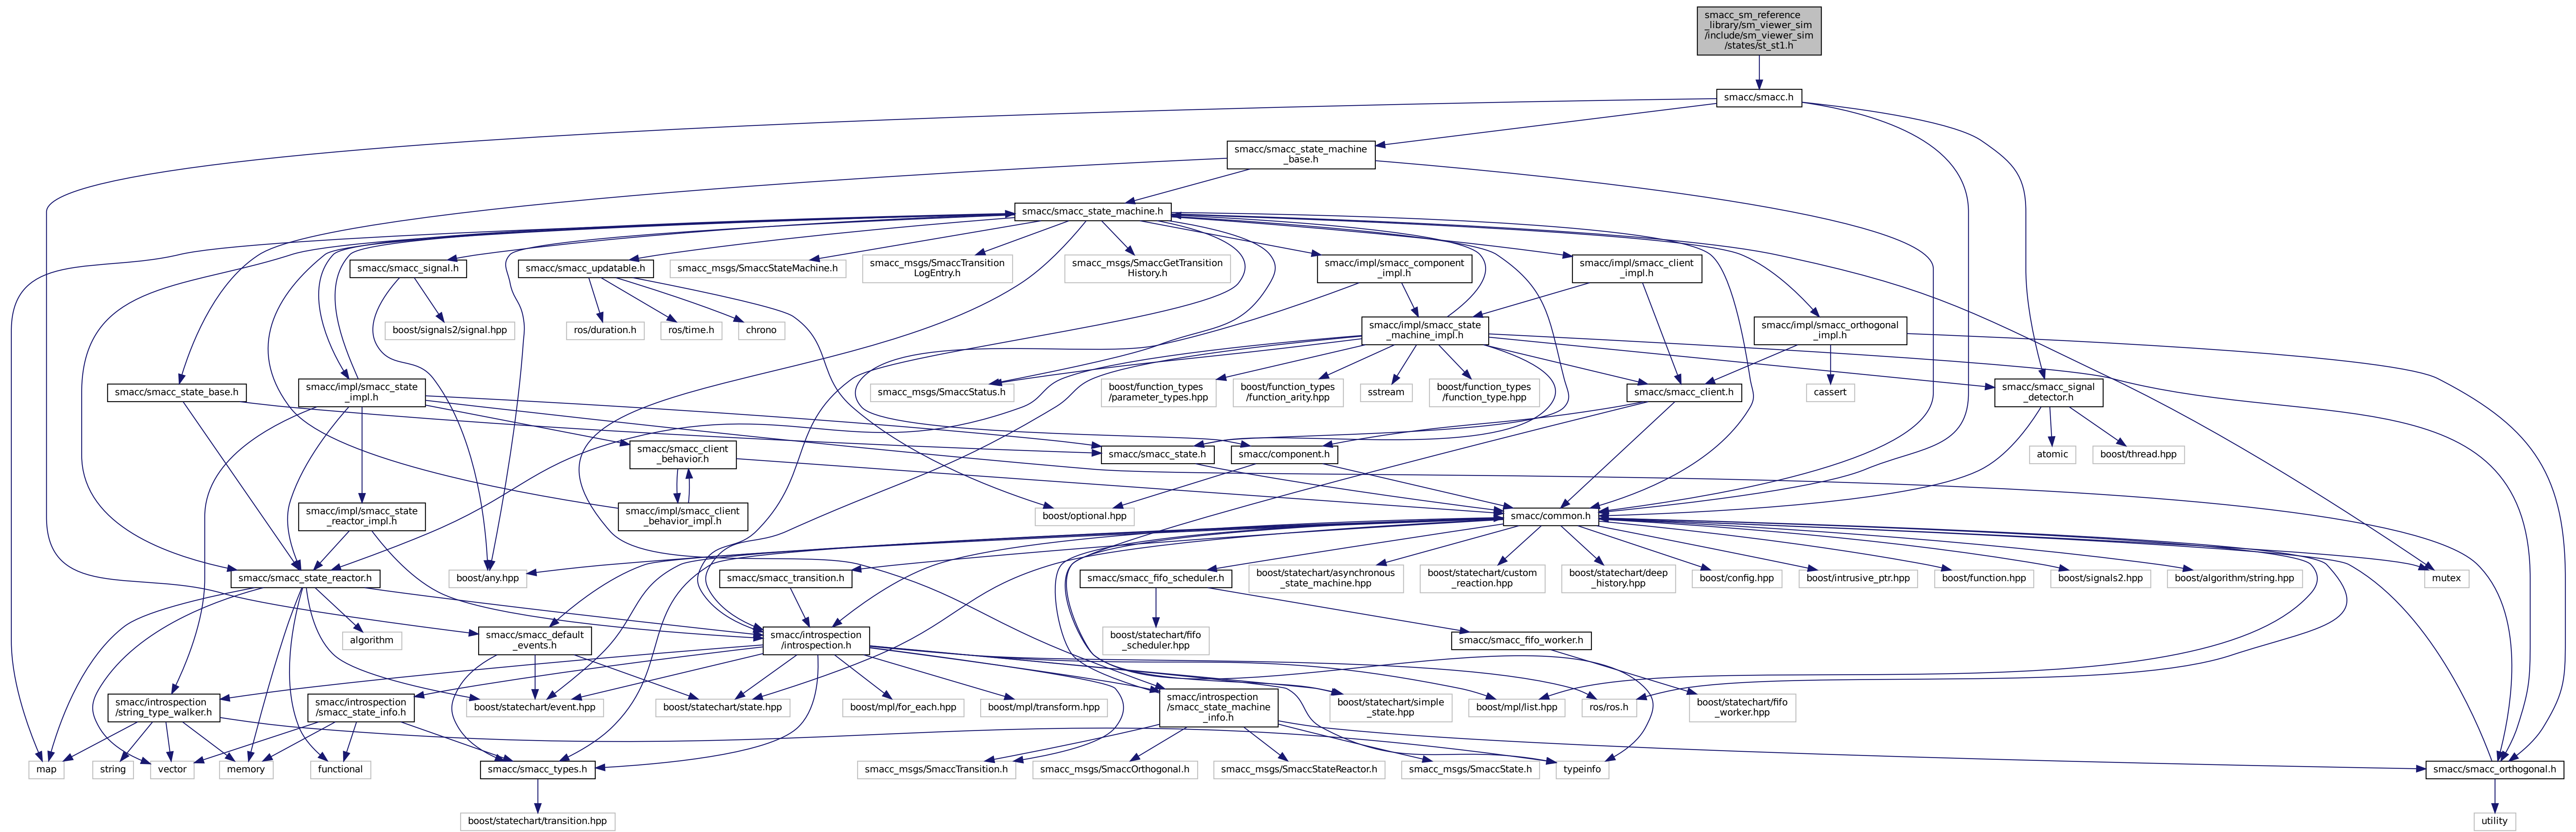 smacc_sm_reference
_library/sm_viewer_sim
/include/sm_viewer_sim
/states/st_st1.h
smacc/smacc.h
smacc/smacc_state_machine
_base.h
smacc/smacc_state_machine.h
smacc/smacc_signal.h
smacc/smacc_updatable.h
smacc_msgs/SmaccStateMachine.h
smacc_msgs/SmaccTransition
LogEntry.h
smacc_msgs/SmaccGetTransition
History.h
smacc/impl/smacc_component
_impl.h
smacc/impl/smacc_client
_impl.h
boost/signals2/signal.hpp
ros/duration.h
ros/time.h
chrono
smacc/impl/smacc_state
_machine_impl.h
smacc/impl/smacc_orthogonal
_impl.h
smacc/smacc_state_base.h
smacc/impl/smacc_state
_impl.h
smacc_msgs/SmaccStatus.h
boost/function_types
/parameter_types.hpp
boost/function_types
/function_arity.hpp
sstream
boost/function_types
/function_type.hpp
smacc/smacc_client.h
cassert
smacc/smacc_signal
_detector.h
smacc/smacc_client
_behavior.h
smacc/smacc_state.h
smacc/component.h
atomic
boost/thread.hpp
smacc/impl/smacc_state
_reactor_impl.h
smacc/impl/smacc_client
_behavior_impl.h
boost/optional.hpp
smacc/common.h
smacc/smacc_state_reactor.h
boost/any.hpp
smacc/smacc_transition.h
smacc/smacc_fifo_scheduler.h
boost/statechart/asynchronous
_state_machine.hpp
boost/statechart/custom
_reaction.hpp
boost/statechart/deep
_history.hpp
boost/config.hpp
boost/intrusive_ptr.hpp
boost/function.hpp
boost/signals2.hpp
boost/algorithm/string.hpp
mutex
algorithm
smacc/smacc_default
_events.h
smacc/introspection
/introspection.h
boost/statechart/fifo
_scheduler.hpp
smacc/smacc_fifo_worker.h
smacc/introspection
/string_type_walker.h
smacc/introspection
/smacc_state_info.h
boost/statechart/event.hpp
boost/statechart/state.hpp
boost/mpl/for_each.hpp
boost/mpl/transform.hpp
smacc/introspection
/smacc_state_machine
_info.h
boost/statechart/simple
_state.hpp
boost/mpl/list.hpp
ros/ros.h
boost/statechart/fifo
_worker.hpp
map
string
vector
memory
functional
smacc/smacc_types.h
smacc_msgs/SmaccTransition.h
smacc_msgs/SmaccOrthogonal.h
smacc_msgs/SmaccStateReactor.h
smacc_msgs/SmaccState.h
typeinfo
smacc/smacc_orthogonal.h
boost/statechart/transition.hpp
utility